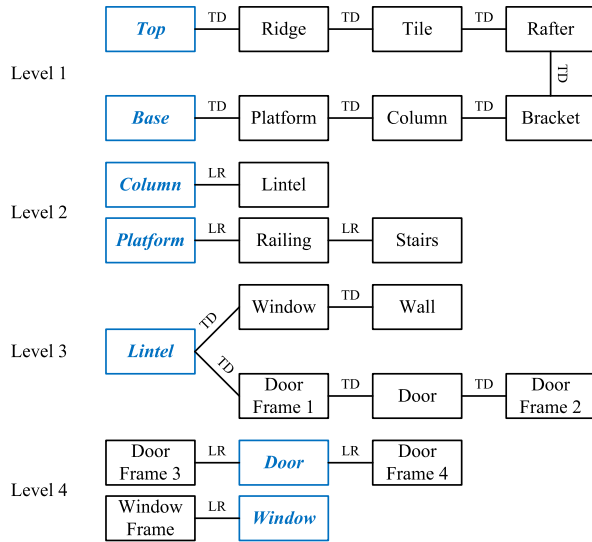 Top TD Ridge TD Tile TD Rafter
Level 1
TD
Base TD Platform TD Column TD Bracket
Column LR Lintel
Level 2
Platform LR Railing LR Stairs
Window TD Wall
TD
Level 3
Lintel
TD
Door
Frame 1
TD
Door
TD
Door
Frame 2
Door
Frame 3
LR
Door
LR
Door
Frame 4
Level 4
Window
Frame
LR
Window